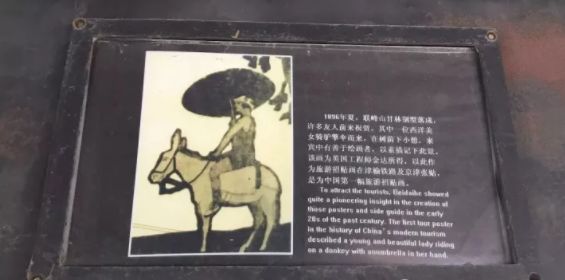 1896年夏，联峰山甘林别墅落成，
许多友人前来祝贺，其中一位西洋美
女骑驴擎伞而来，在树荫下小憩。来
宾中有善于绘画者，以素描记下此景。
该画为英国工程师金达所得，以此作
为旅游招贴画在津榆铁路及京津张贴，
是为中国第一幅旅游招贴画。
To attract the tourists, Beidaihe showed
quite a pioneering insight in the creation of
those posters and side guide in the early
20s of the past century. The first tour poster
in the history of China's modern tourism
described a young and beautiful lady riding
on a donkey with anumbrella in her hand.